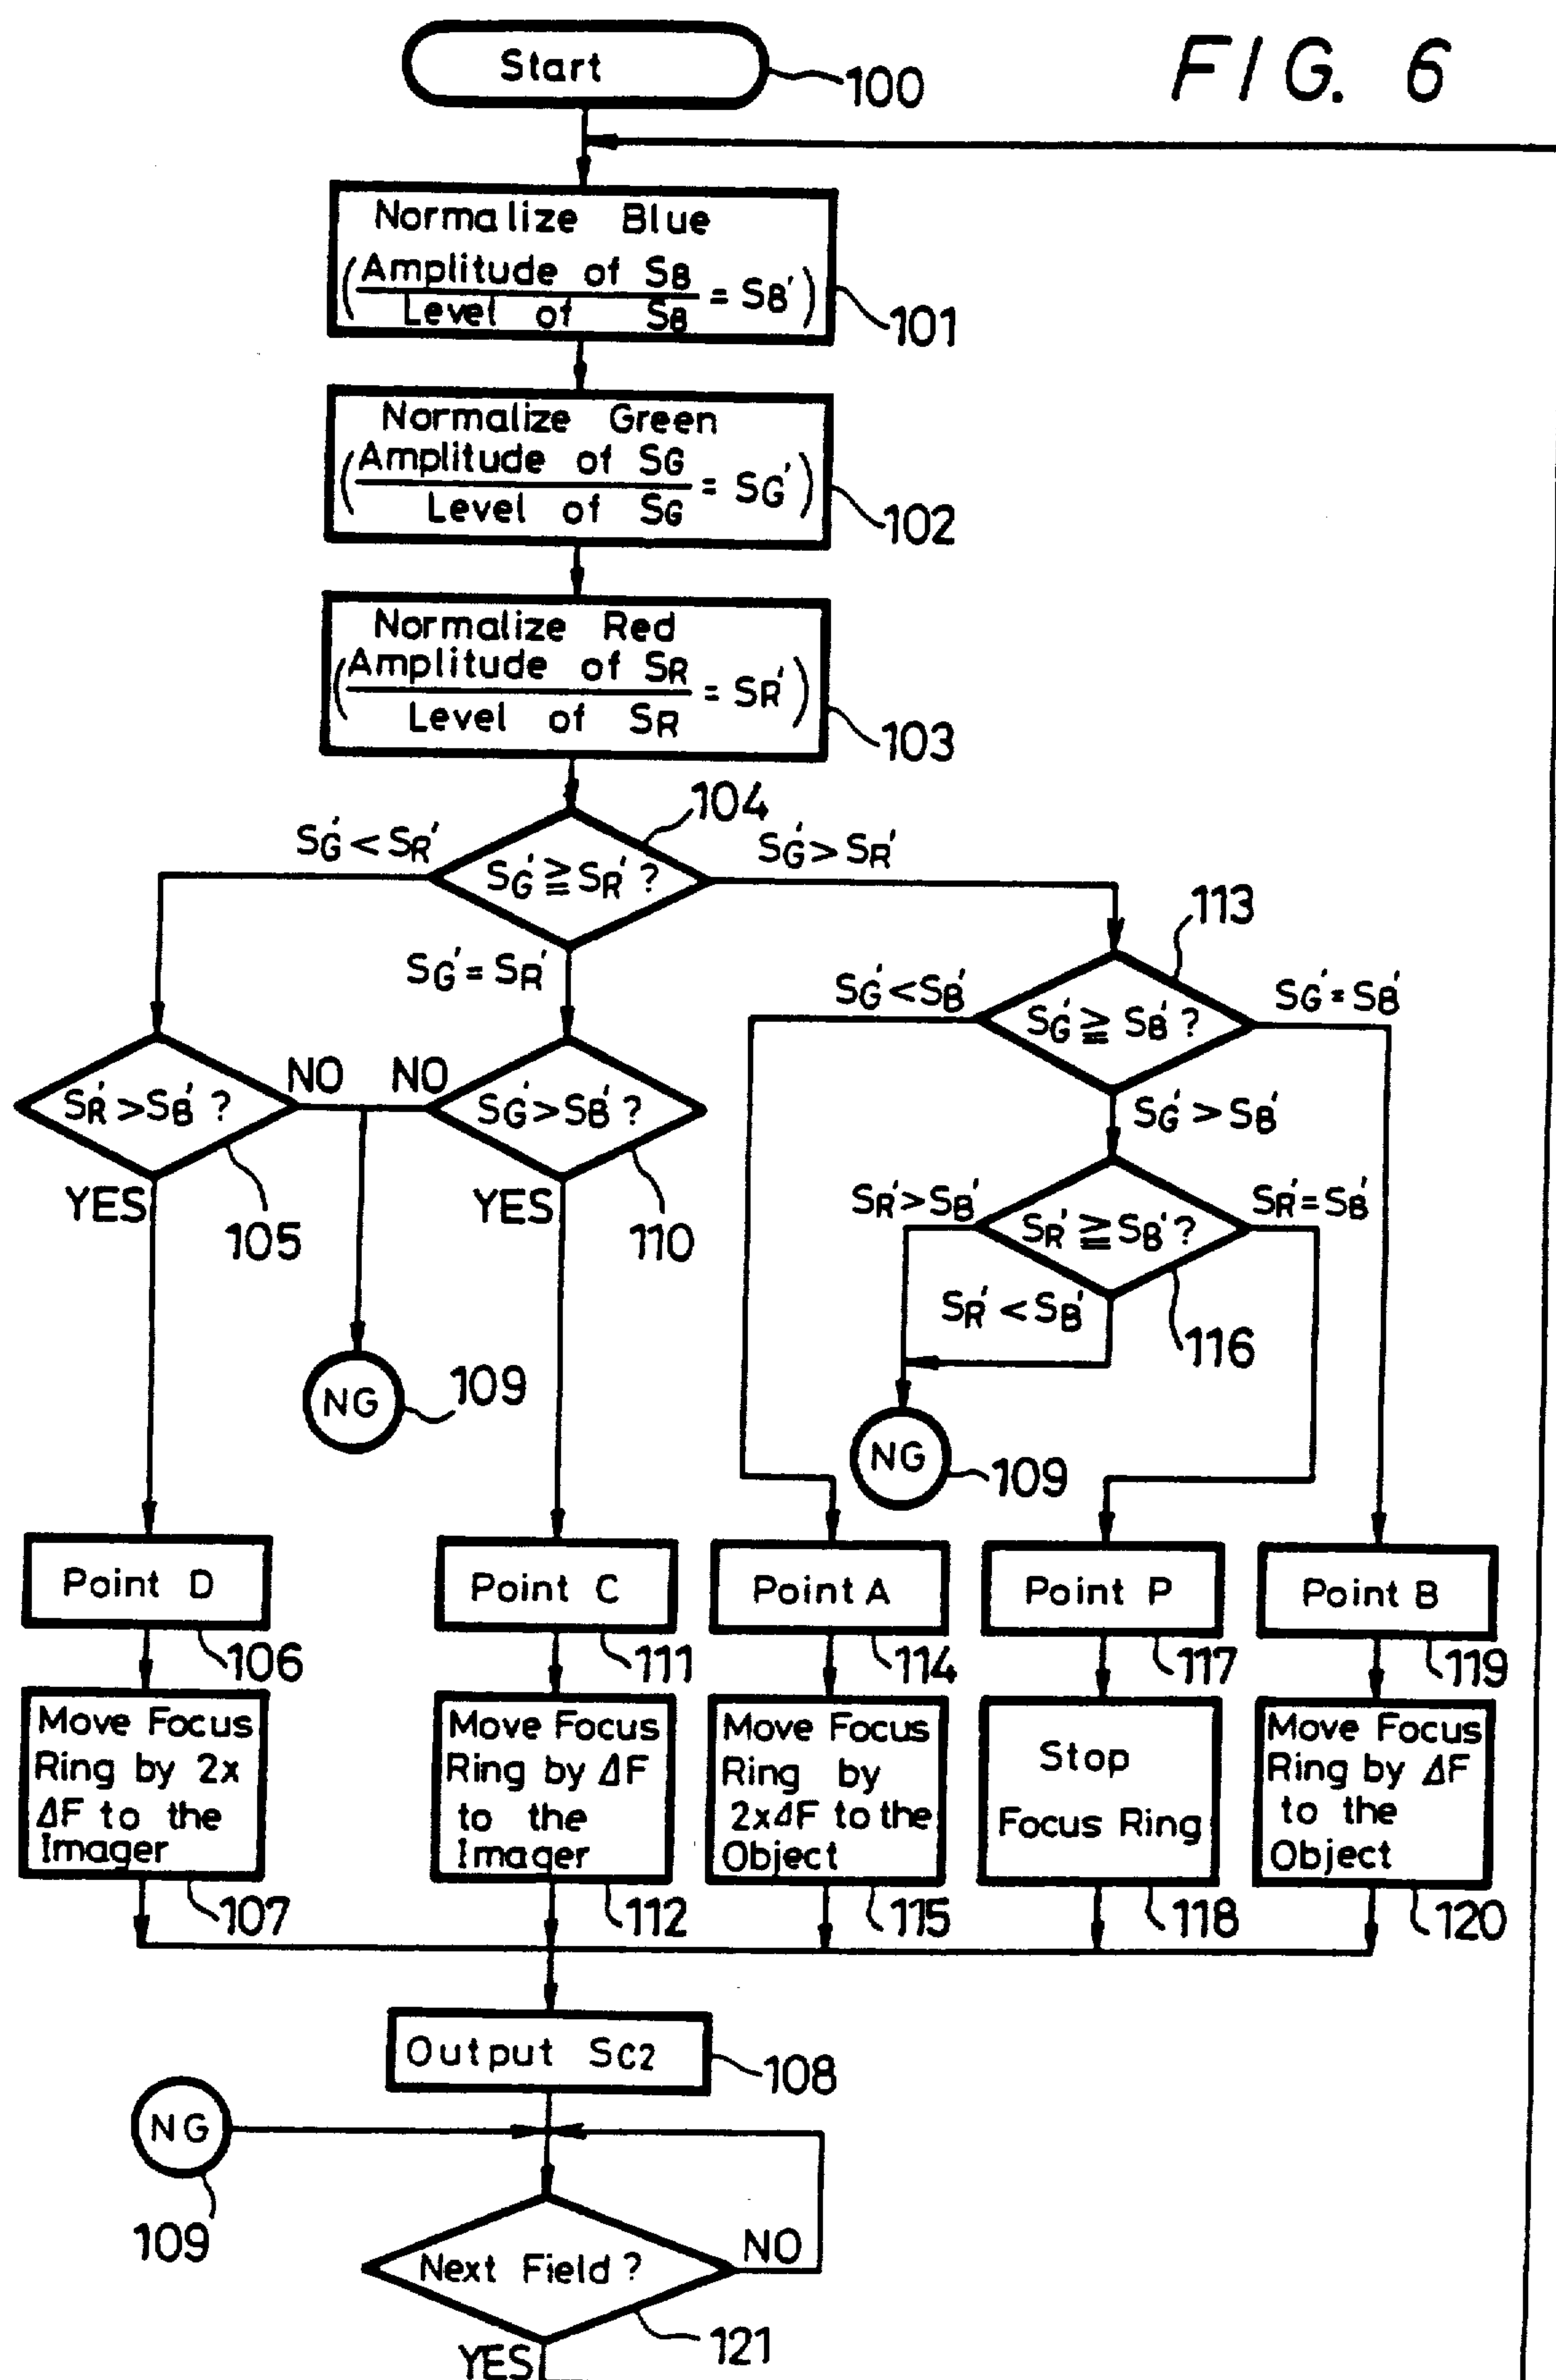 FIG. 6
Start
100
Normalize Blue
(Amplitude of SB
Level of SB
= SB')
101
Normalize Green
(Amplitude of SG
Level of SG
= SG')
102
Normalize Red
(Amplitude of SR
Level of SR
= SR')
103
104
SG' < SR'
SG' ≧ SR' ?
SG' > SR'
SG' = SR'
113
SG' < SB'
SG' ≧ SB' ?
SG' = SB'
SG' > SB'
SR' > SB' ?
NO
NO
SG' > SB' ?
YES
105
YES
110
SR' > SB'
SR' ≧ SB' ?
SR' = SB'
SR' < SB'
116
NG
109
NG
109
Point D
106
Point C
111
Point A
114
Point P
117
Point B
119
Move Focus
Ring by 2x
ΔF to the
Imager
107
Move Focus
Ring by ΔF
to the
Imager
112
Move Focus
Ring by
2xΔF to the
Object
115
Stop
Focus Ring
118
Move Focus
Ring by ΔF
to the
Object
120
Output SC2
108
NG
109
Next Field ?
NO
121
YES